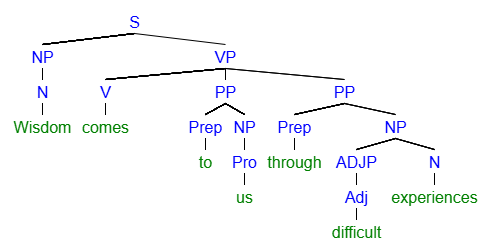 S
NP VP
N V PP PP
Wisdom comes Prep NP Prep NP
to Pro through ADJP N
us Adj experiences
difficult